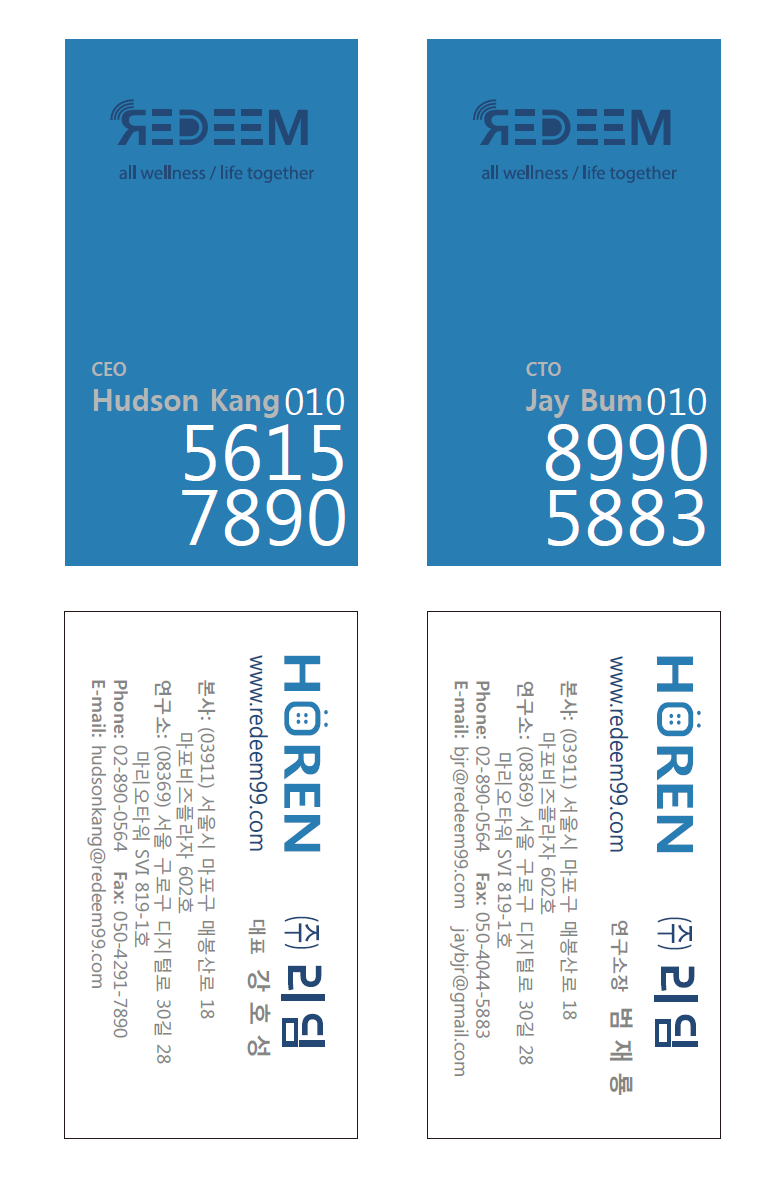 REDEEM
all wellness / life together
CEO
Hudson Kang 010
5615
7890
REDEEM
all wellness / life together
CTO
Jay Bum 010
8990
5883
HÖREN (주)리딤
www.redeem99.com 대표 강 호 성
본사: (03911) 서울시 마포구 매봉산로 18
마포비즈플라자 602호
연구소: (08369) 서울 구로구 디지털로 30길 28
마리오타워 SVI 819-1호
Phone: 02-890-0564 Fax: 050-4291-7890
E-mail: hudsonkang@redeem99.com
HÖREN (주)리딤
www.redeem99.com 연구소장 범 재 룡
본사: (03911) 서울시 마포구 매봉산로 18
마포비즈플라자 602호
연구소: (08369) 서울 구로구 디지털로 30길 28
마리오타워 SVI 819-1호
Phone: 02-890-0564 Fax: 050-4044-5883
E-mail: bjr@redeem99.com jaybjr@gmail.com